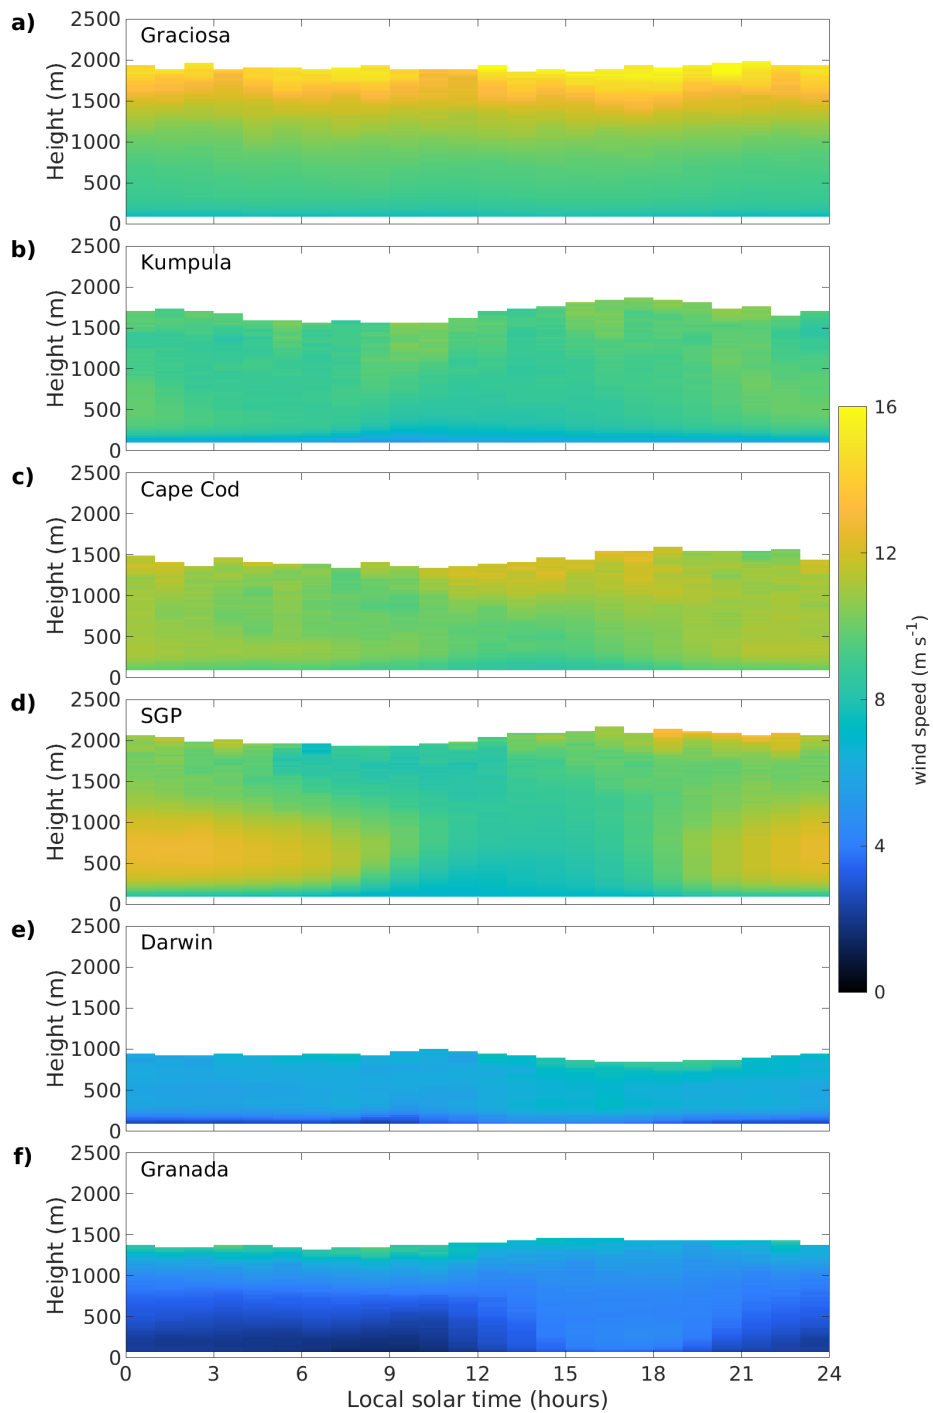 a)
Graciosa
2500
2000
1500
1000
500
0
Height (m)
b)
Kumpula
2500
2000
1500
1000
500
0
Height (m)
c)
Cape Cod
2500
2000
1500
1000
500
0
Height (m)
d)
SGP
2500
2000
1500
1000
500
0
Height (m)
e)
Darwin
2500
2000
1500
1000
500
0
Height (m)
f)
Granada
2500
2000
1500
1000
500
0
Height (m)
0 3 6 9 12 15 18 21 24
Local solar time (hours)
16
12
8
4
0
wind speed (m s⁻¹)